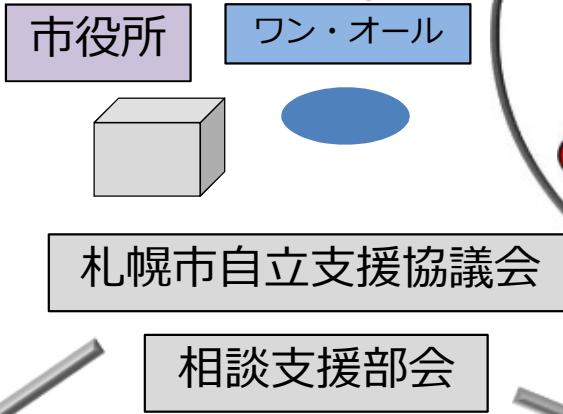 市役所
ワン・オール
札幌市自立支援協議会
相談支援部会